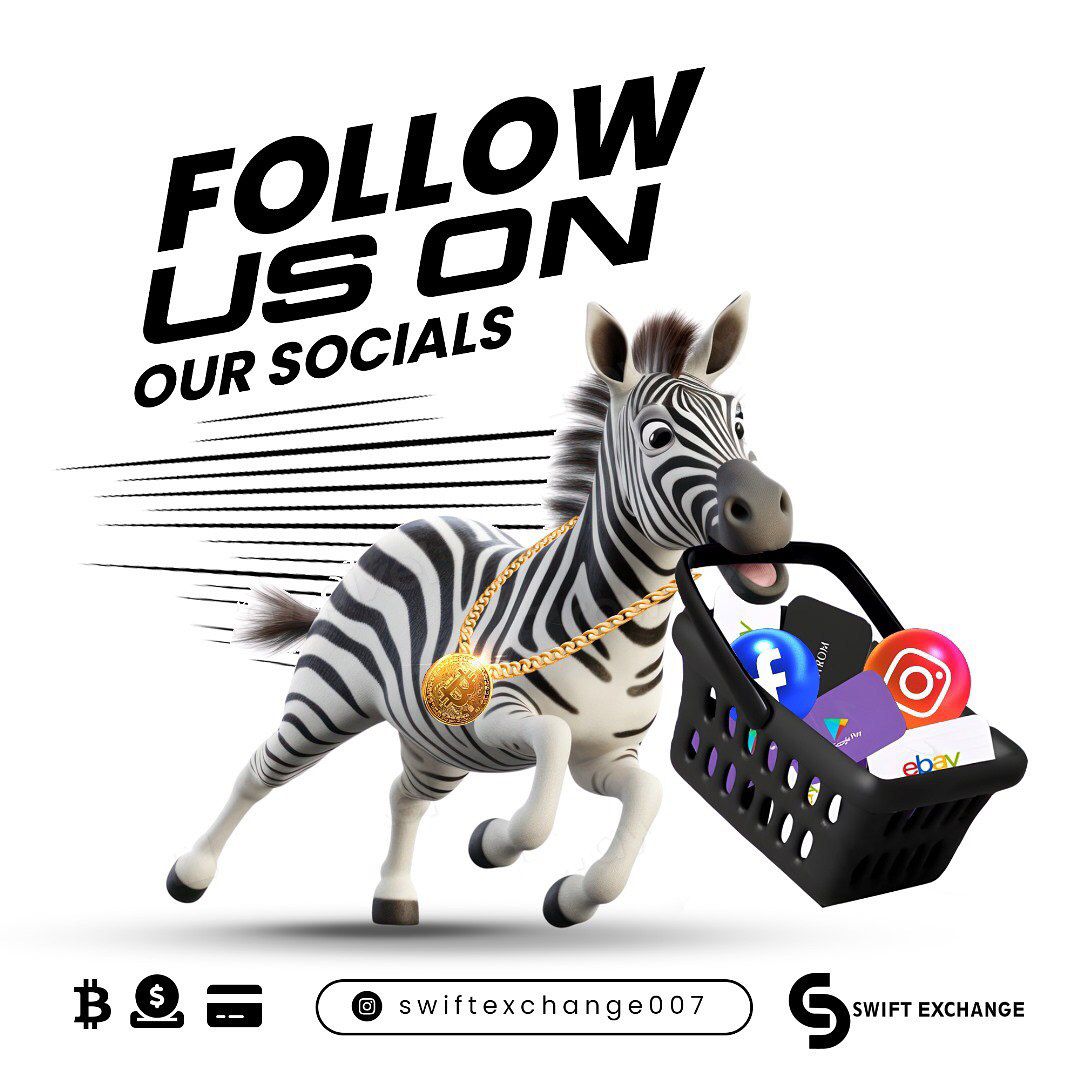 FOLLOW
US ON
OUR SOCIALS
ebay
swiftexchange007
SWIFT EXCHANGE